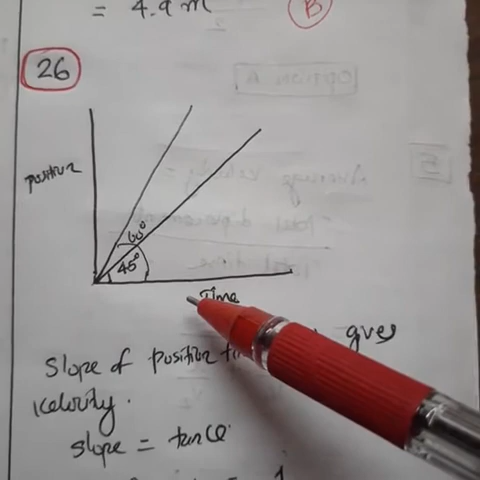 = 4.9 m
B
26
position
60°
45°
Time
Slope of position gives
velocity.
slope = tanθ